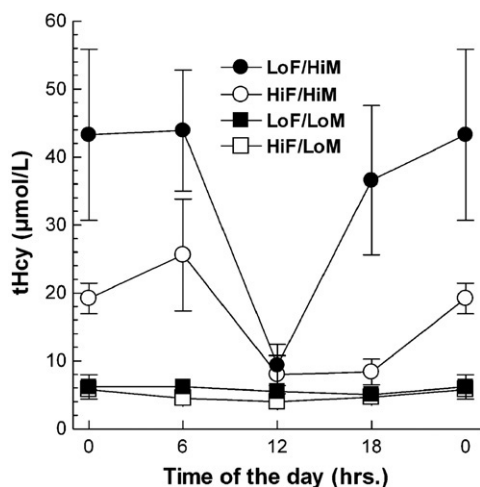 60
50
40
30
20
10
0
tHcy (µmol/L)
LoF/HiM
HiF/HiM
LoF/LoM
HiF/LoM
0 6 12 18 0
Time of the day (hrs.)